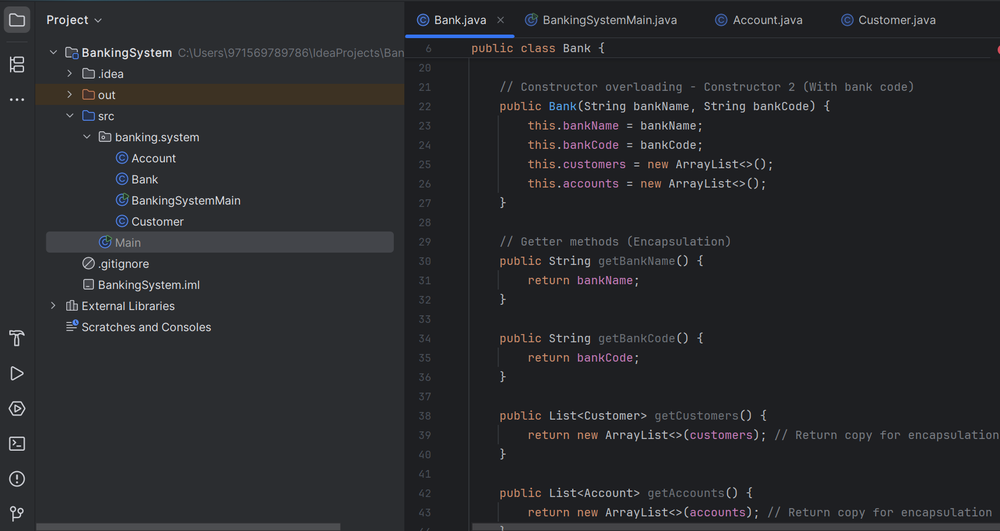 Project
BankingSystem C:\Users\971569789786\IdeaProjects\Ban
.idea
out
src
banking.system
Account
Bank
BankingSystemMain
Customer
Main
.gitignore
BankingSystem.iml
External Libraries
Scratches and Consoles
Bank.java BankingSystemMain.java Account.java Customer.java
6 public class Bank {
20
21 // Constructor overloading - Constructor 2 (With bank code)
22 public Bank(String bankName, String bankCode) {
23 this.bankName = bankName;
24 this.bankCode = bankCode;
25 this.customers = new ArrayList<>();
26 this.accounts = new ArrayList<>();
27 }
28
29 // Getter methods (Encapsulation)
30 public String getBankName() {
31 return bankName;
32 }
33
34 public String getBankCode() {
35 return bankCode;
36 }
37
38 public List<Customer> getCustomers() {
39 return new ArrayList<>(customers); // Return copy for encapsulation
40 }
41
42 public List<Account> getAccounts() {
43 return new ArrayList<>(accounts); // Return copy for encapsulation